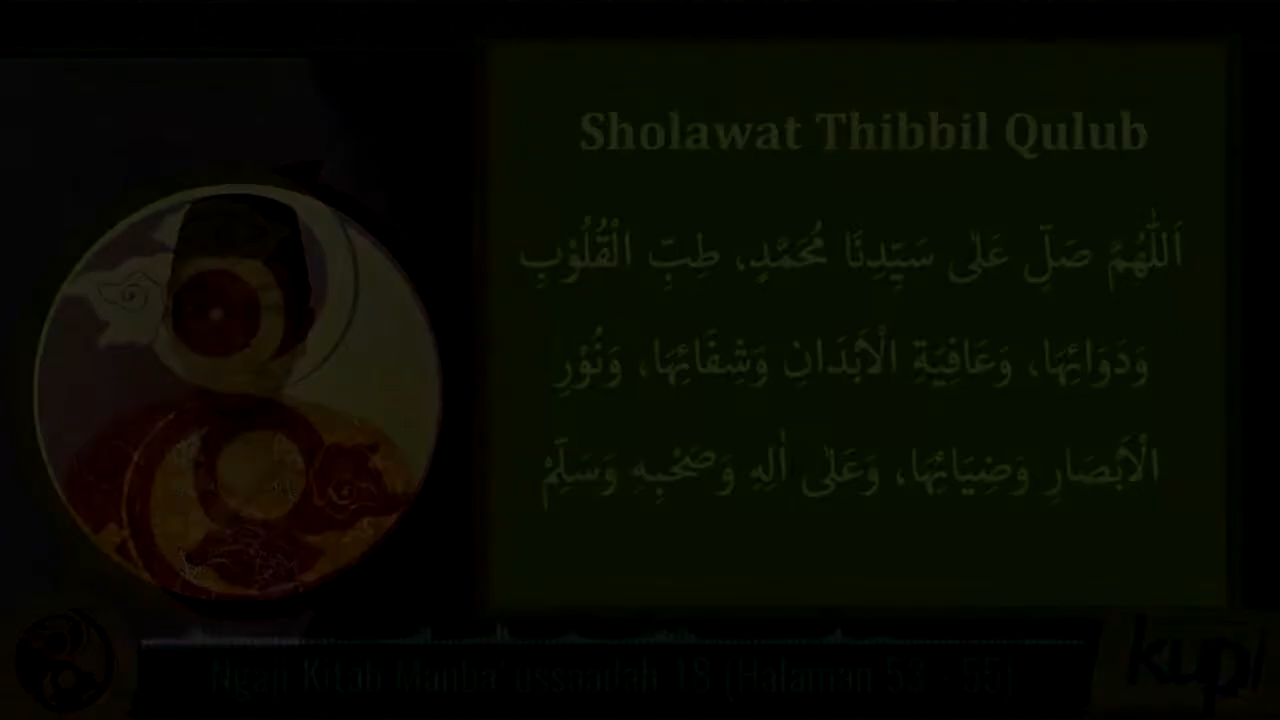 Sholawat Thibbil Qulub
اَللّٰهُمَّ صَلِّ عَلٰى سَيِّدِنَا مُحَمَّدٍ، طِبِّ الْقُلُوْبِ
وَدَوَائِهَا، وَعَافِيَةِ الْاَبْدَانِ وَشِفَائِهَا، وَنُوْرِ
الْأَبْصَارِ وَضِيَائِهَا، وَعَلٰى اٰلِهِ وَصَحْبِهِ وَسَلِّمْ
Ngaji Kitab Manba'ussaadah 18 (Halaman 53 - 55)
kupi